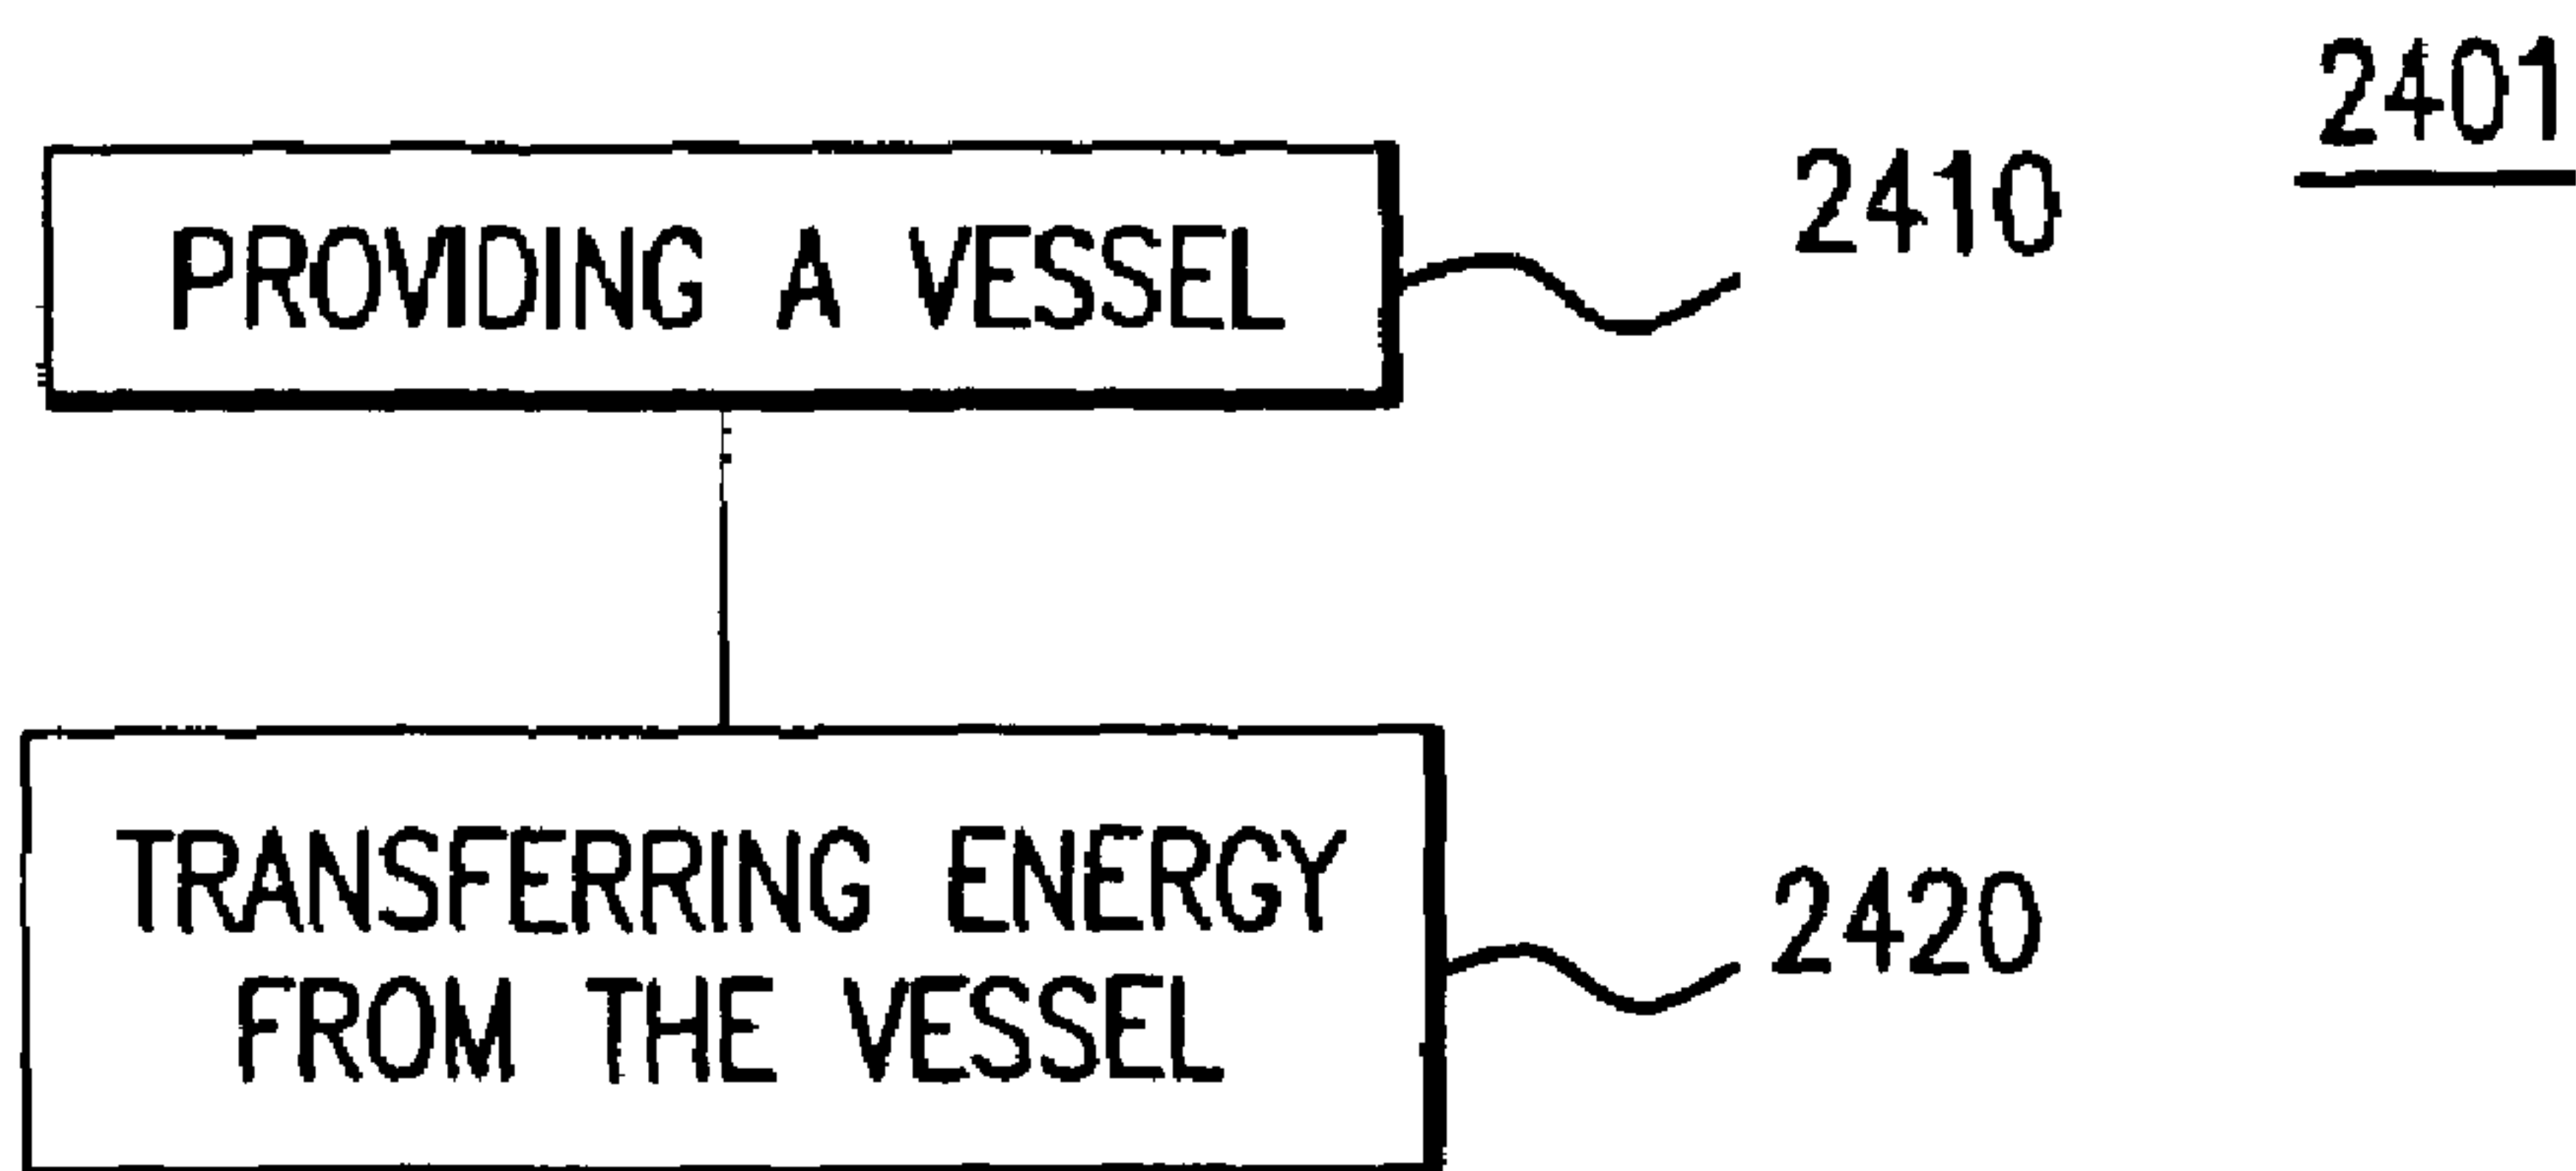 2401
PROVIDING A VESSEL
2410
TRANSFERRING ENERGY
FROM THE VESSEL
2420